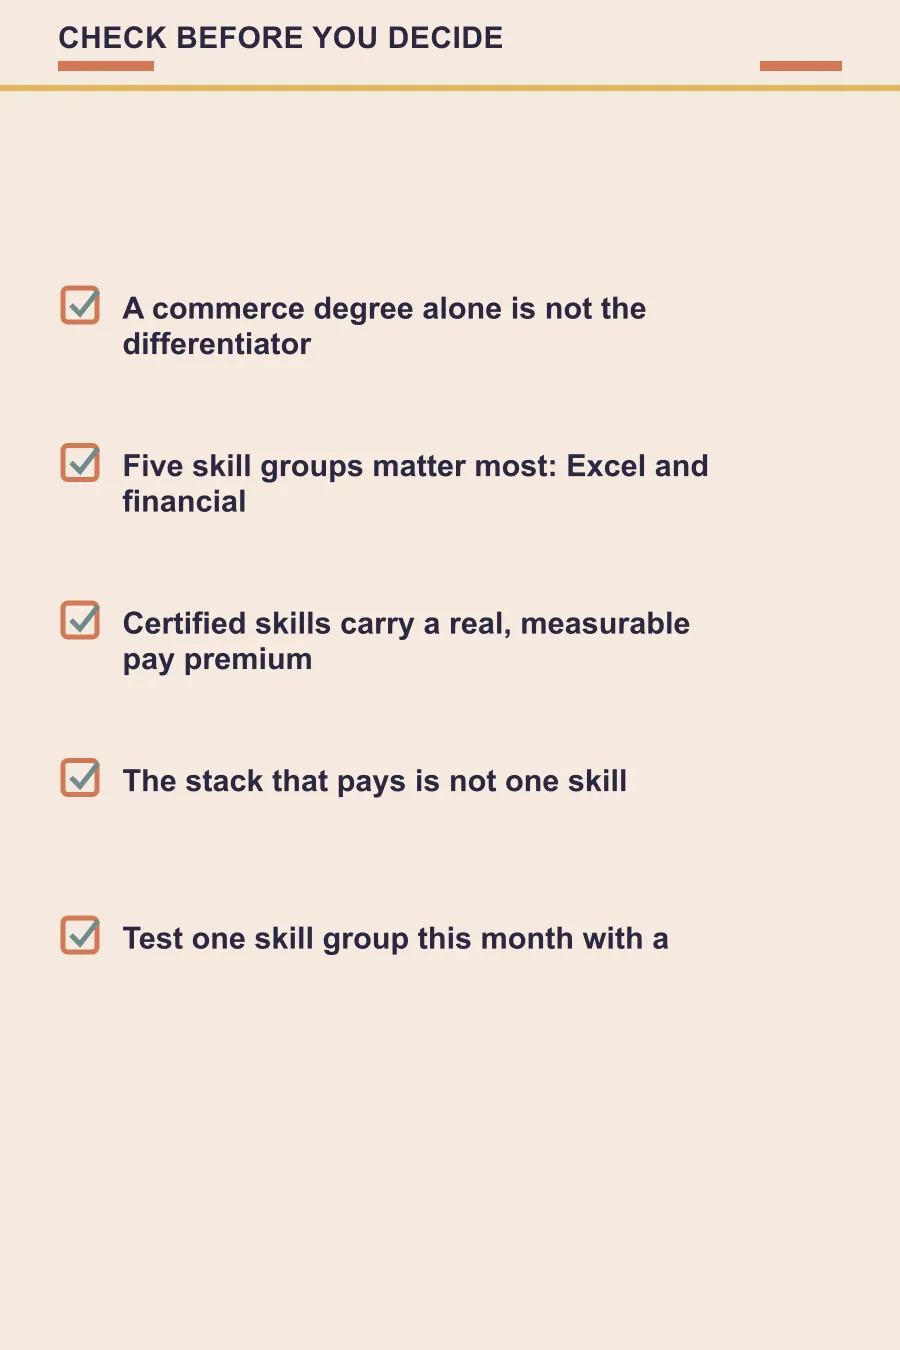 CHECK BEFORE YOU DECIDE
A commerce degree alone is not the
differentiator
Five skill groups matter most: Excel and
financial
Certified skills carry a real, measurable
pay premium
The stack that pays is not one skill
Test one skill group this month with a